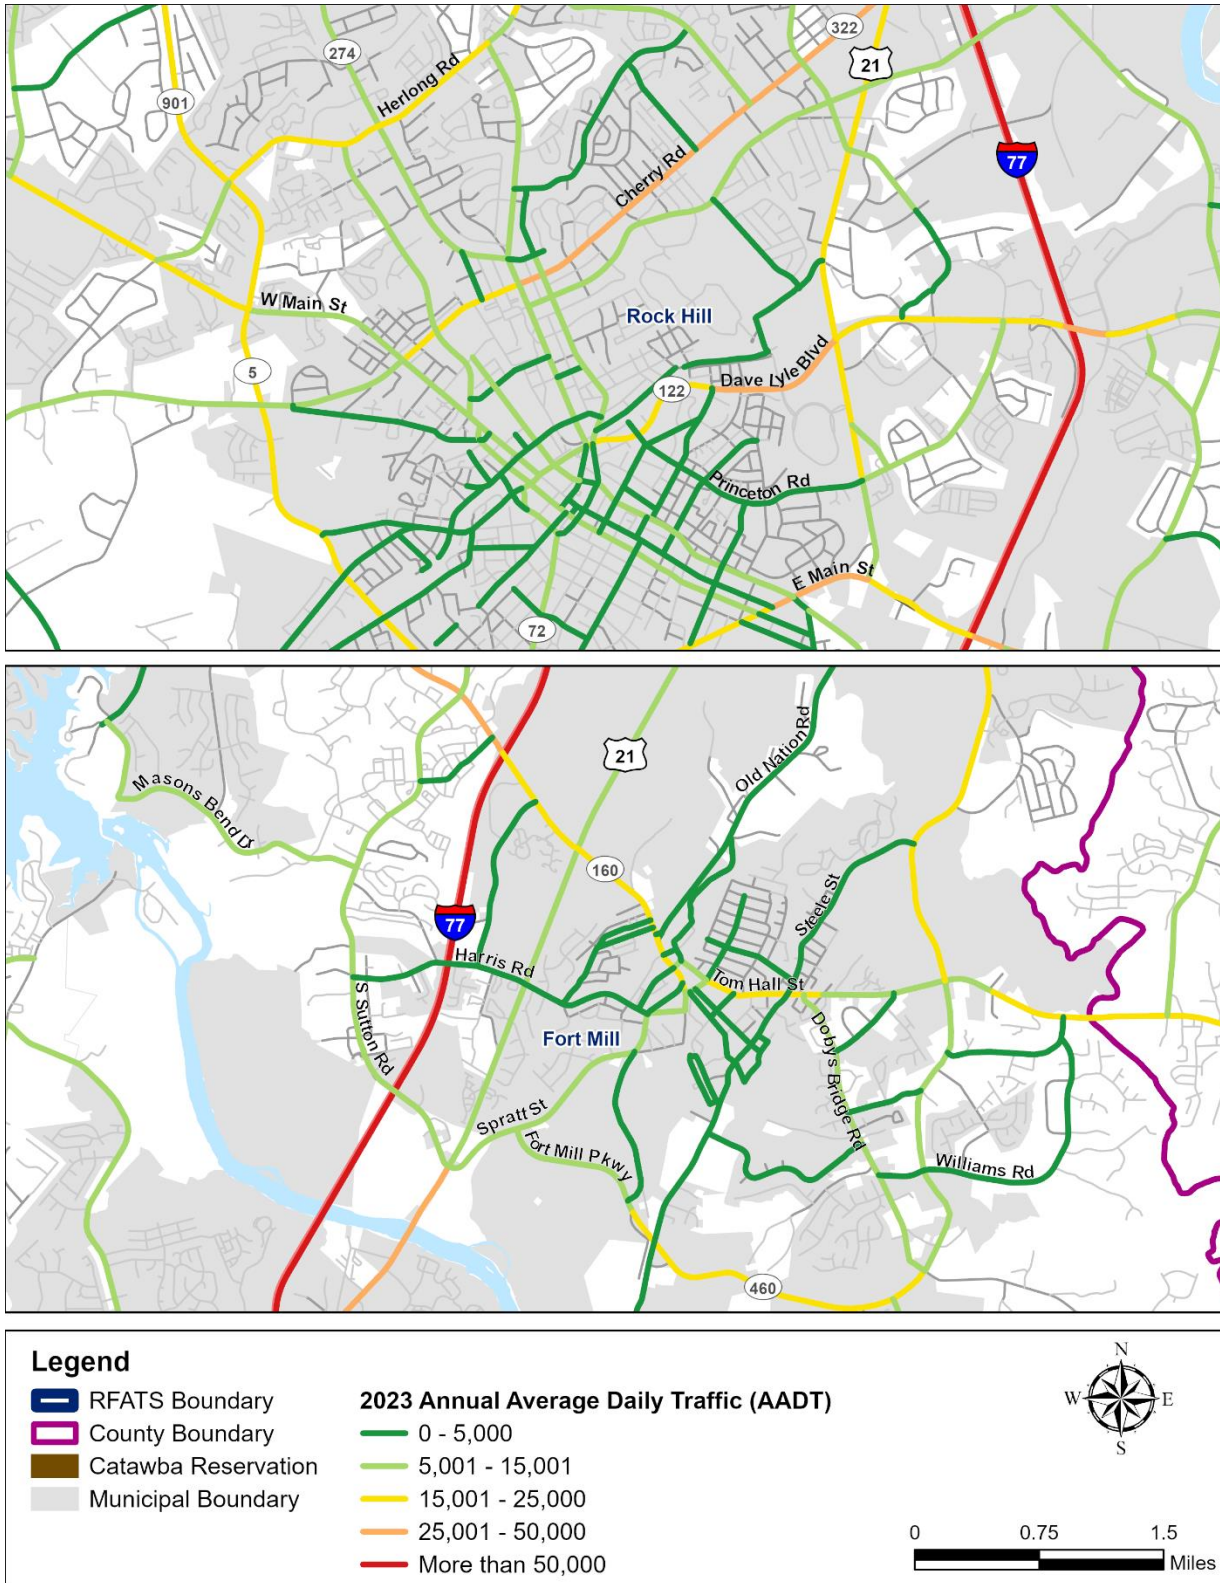 322
274
21
Herlong Rd
901
77
Cherry Rd
W Main St
Rock Hill
5
Dave Lyle Blvd
122
Princeton Rd
E Main St
72
Old Nation Rd
21
Masons Bend Dr
160
Steele St
77
Harris Rd
Tom Hall St
S Sutton Rd
Fort Mill
Dobys Bridge Rd
Spratt St
Fort Mill Pkwy
Williams Rd
460
Legend
RFATS Boundary
County Boundary
Catawba Reservation
Municipal Boundary
2023 Annual Average Daily Traffic (AADT)
0 - 5,000
5,001 - 15,001
15,001 - 25,000
25,001 - 50,000
More than 50,000
N
W E
S
0 0.75 1.5
Miles